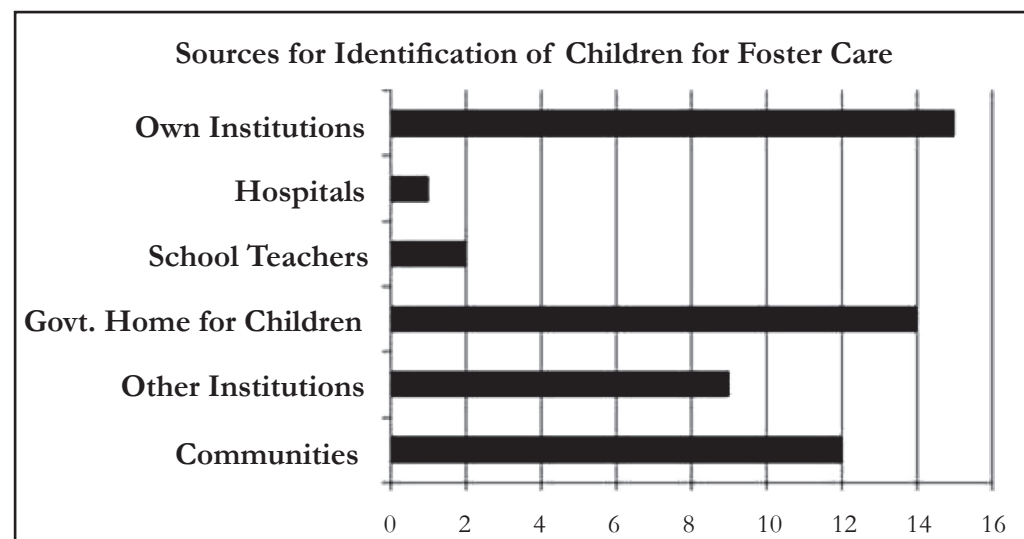 Sources for Identification of Children for Foster Care
Own Institutions
Hospitals
School Teachers
Govt. Home for Children
Other Institutions
Communities
0 2 4 6 8 10 12 14 16